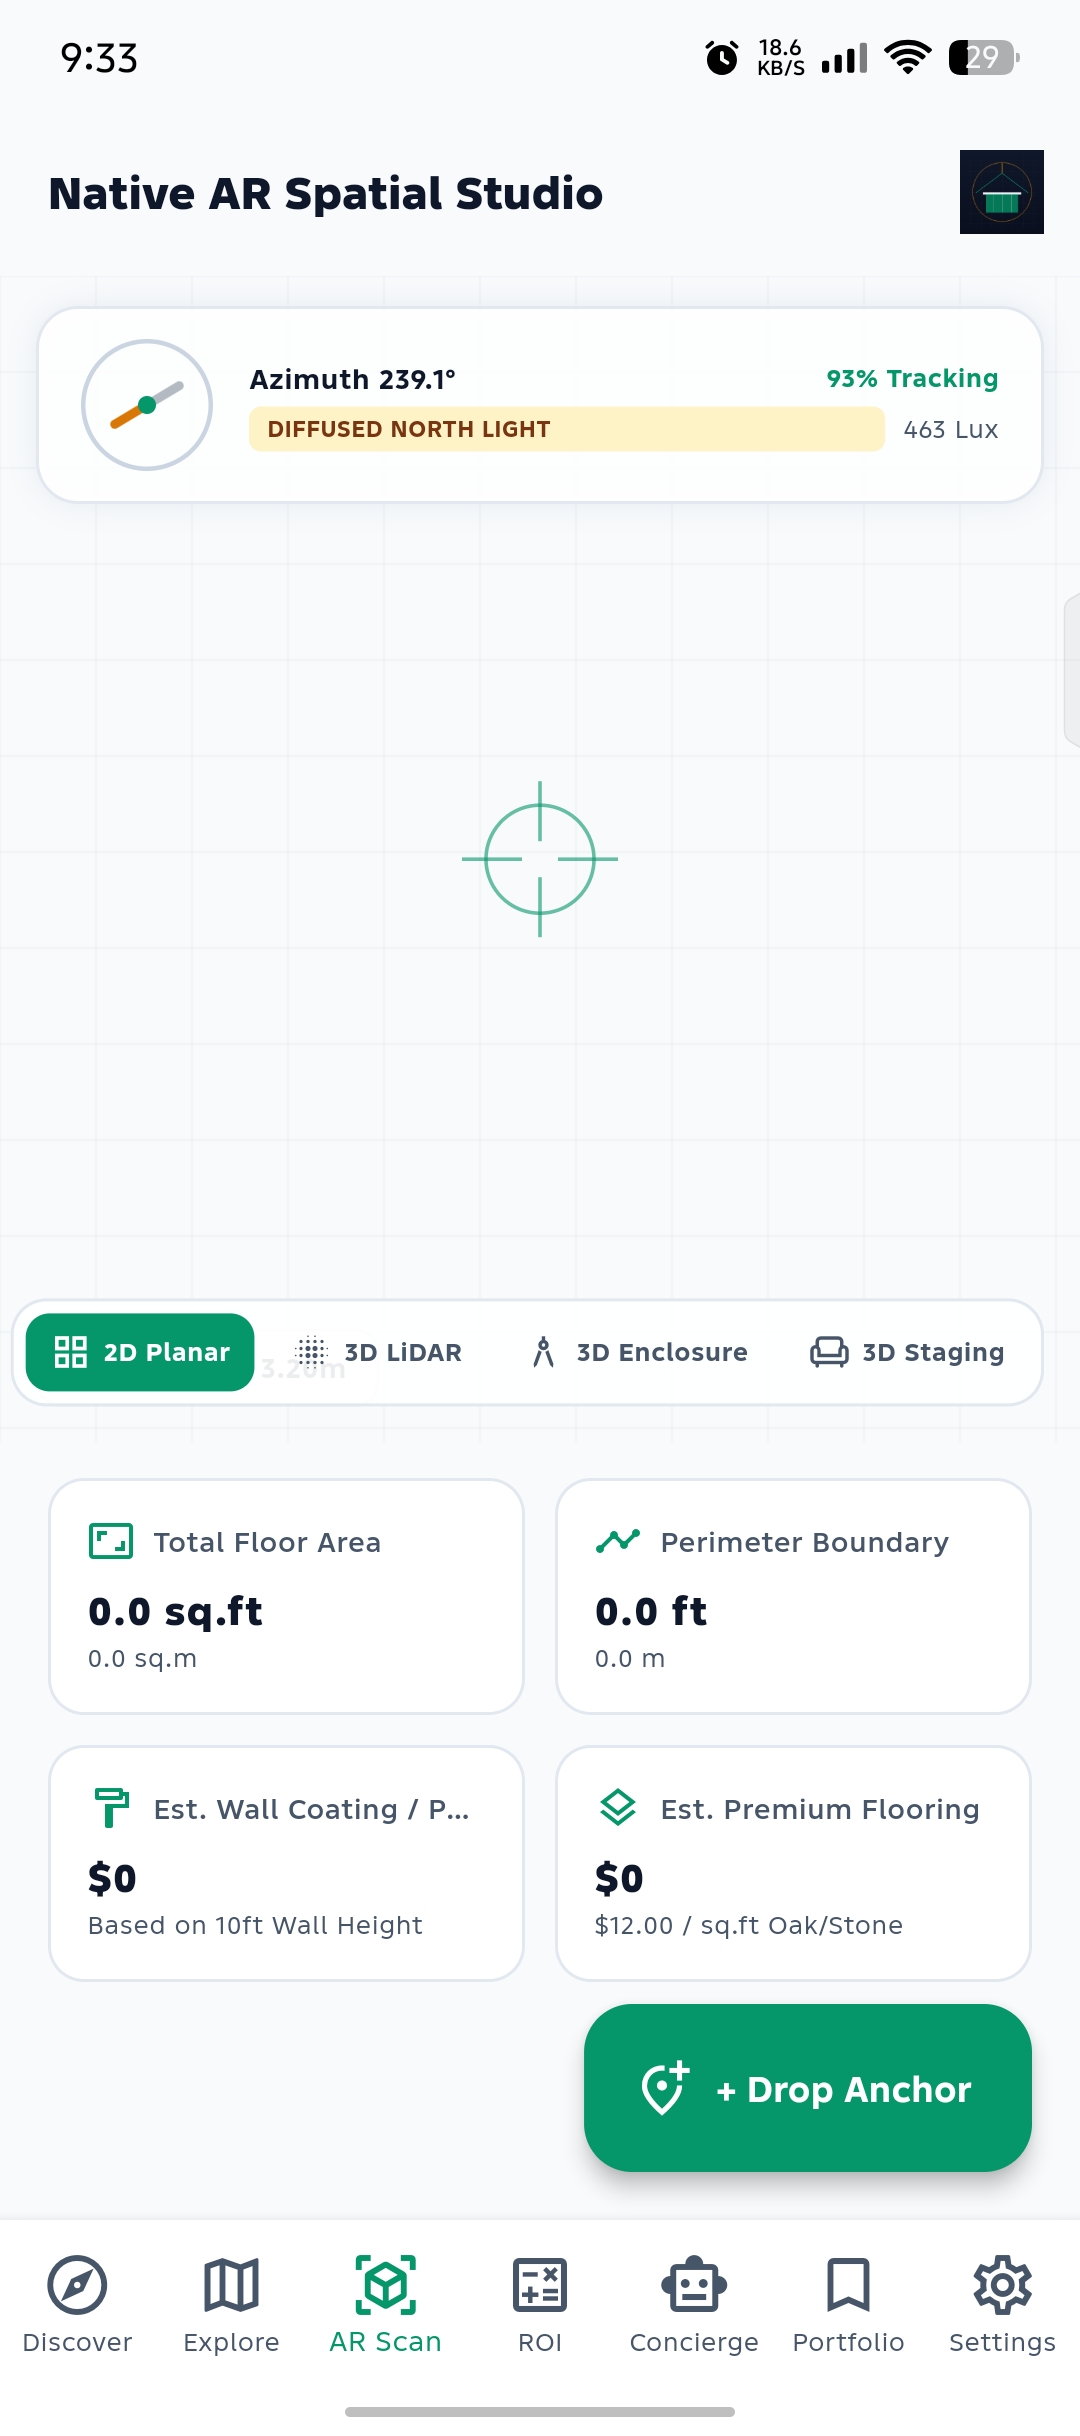 9:33
18.6
KB/S
29
Native AR Spatial Studio
Azimuth 239.1°
93% Tracking
DIFFUSED NORTH LIGHT
463 Lux
2D Planar
3.20m
3D LiDAR
3D Enclosure
3D Staging
Total Floor Area
0.0 sq.ft
0.0 sq.m
Perimeter Boundary
0.0 ft
0.0 m
Est. Wall Coating / P...
$0
Based on 10ft Wall Height
Est. Premium Flooring
$0
$12.00 / sq.ft Oak/Stone
+ Drop Anchor
Discover
Explore
AR Scan
ROI
Concierge
Portfolio
Settings